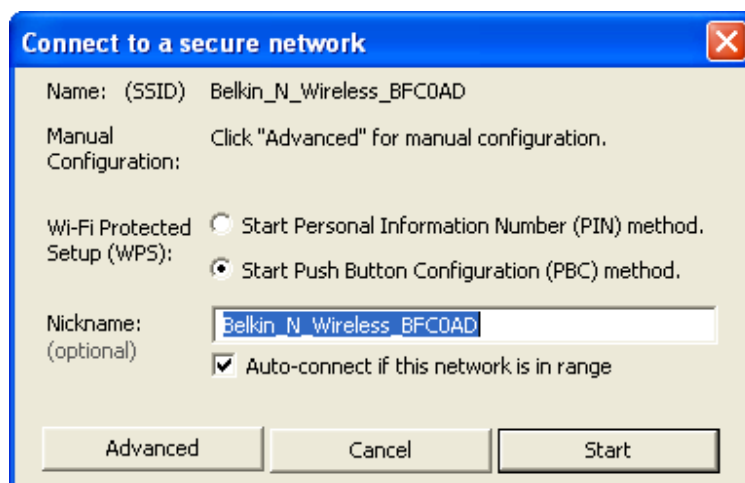 Connect to a secure network
Name: (SSID) Belkin_N_Wireless_BFC0AD
Manual Configuration: Click "Advanced" for manual configuration.
Wi-Fi Protected Setup (WPS): Start Personal Information Number (PIN) method.
Start Push Button Configuration (PBC) method.
Nickname: (optional) Belkin_N_Wireless_BFC0AD
Auto-connect if this network is in range
Advanced Cancel Start